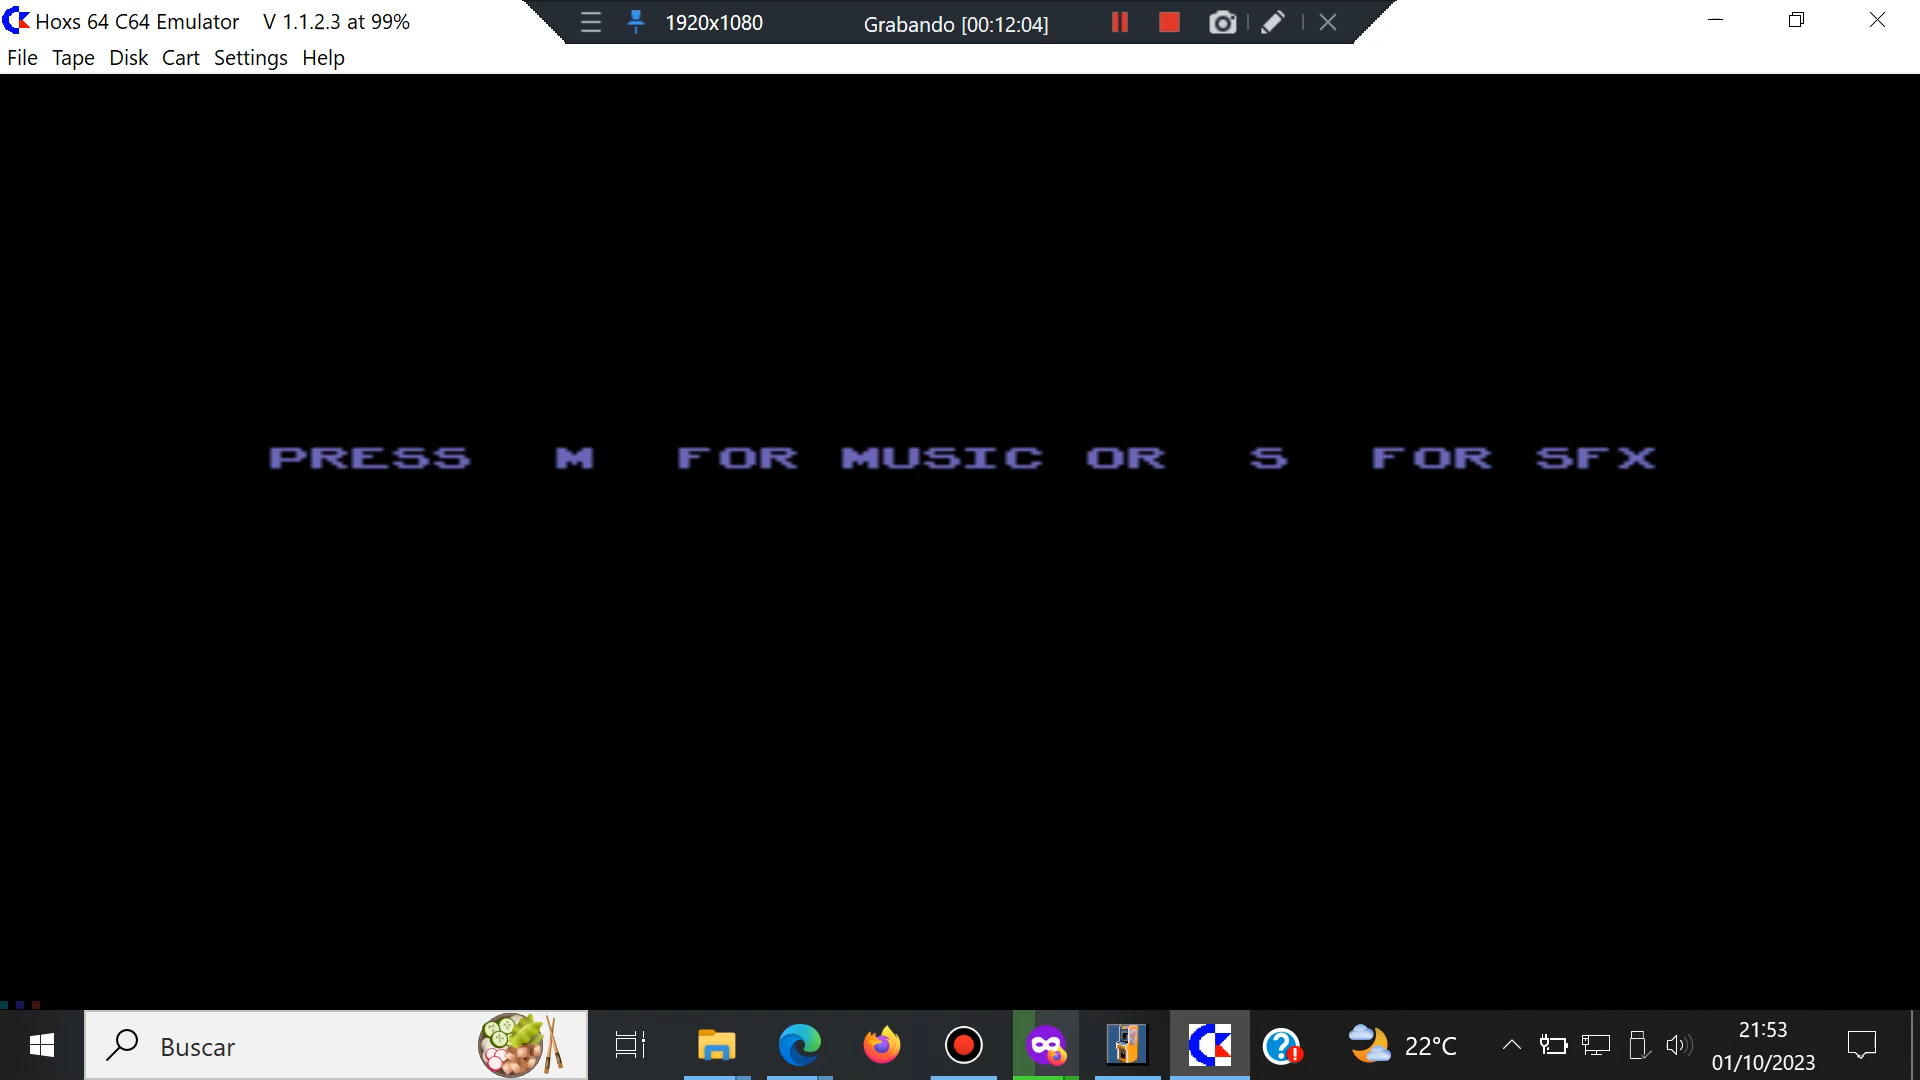 Hoxs 64 C64 Emulator V 1.1.2.3 at 99%
1920x1080 Grabando [00:12:04]
File Tape Disk Cart Settings Help
PRESS M FOR MUSIC OR S FOR SFX
Buscar
22°C
21:53
01/10/2023